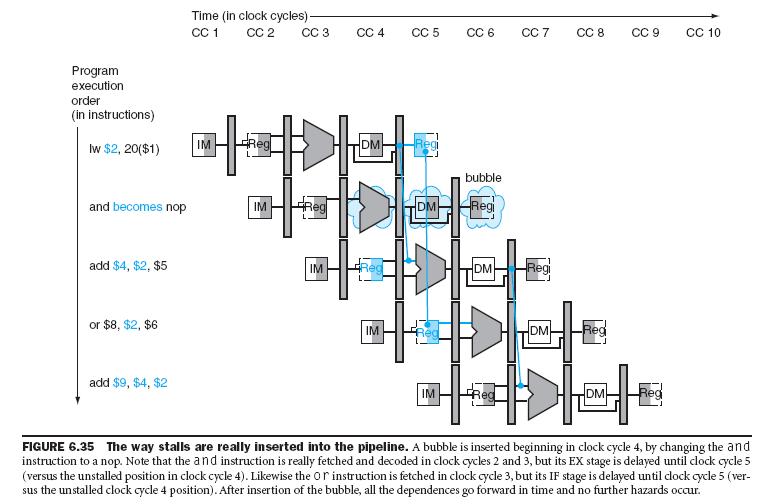 Time (in clock cycles)
CC 1 CC 2 CC 3 CC 4 CC 5 CC 6 CC 7 CC 8 CC 9 CC 10
Program
execution
order
(in instructions)
lw $2, 20($1)
IM Reg DM Reg
bubble
and becomes nop
IM Reg DM Reg
add $4, $2, $5
IM Reg DM Reg
or $8, $2, $6
IM Reg DM Reg
add $9, $4, $2
IM Reg DM Reg
FIGURE 6.35 The way stalls are really inserted into the pipeline. A bubble is inserted beginning in clock cycle 4, by changing the and
instruction to a nop. Note that the and instruction is really fetched and decoded in clock cycles 2 and 3, but its EX stage is delayed until clock cycle 5
(versus the unstalled position in clock cycle 4). Likewise the or instruction is fetched in clock cycle 3, but its IF stage is delayed until clock cycle 5 (ver-
sus the unstalled clock cycle 4 position). After insertion of the bubble, all the dependences go forward in time and no further hazards occur.